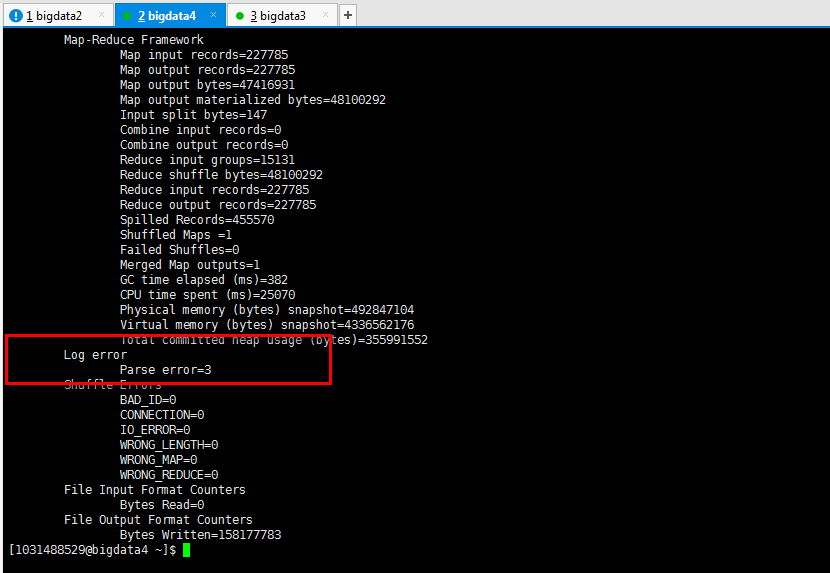 1 bigdata2 × 2 bigdata4 × 3 bigdata3 × +
Map-Reduce Framework
Map input records=227785
Map output records=227785
Map output bytes=47416931
Map output materialized bytes=48100292
Input split bytes=147
Combine input records=0
Combine output records=0
Reduce input groups=15131
Reduce shuffle bytes=48100292
Reduce input records=227785
Reduce output records=227785
Spilled Records=455570
Shuffled Maps =1
Failed Shuffles=0
Merged Map outputs=1
GC time elapsed (ms)=382
CPU time spent (ms)=25070
Physical memory (bytes) snapshot=492847104
Virtual memory (bytes) snapshot=4336562176
Total committed heap usage (bytes)=355991552
Log error
Parse error=3
Shuffle Errors
BAD_ID=0
CONNECTION=0
IO_ERROR=0
WRONG_LENGTH=0
WRONG_MAP=0
WRONG_REDUCE=0
File Input Format Counters
Bytes Read=0
File Output Format Counters
Bytes Written=158177783
[1031488529@bigdata4 ~]$